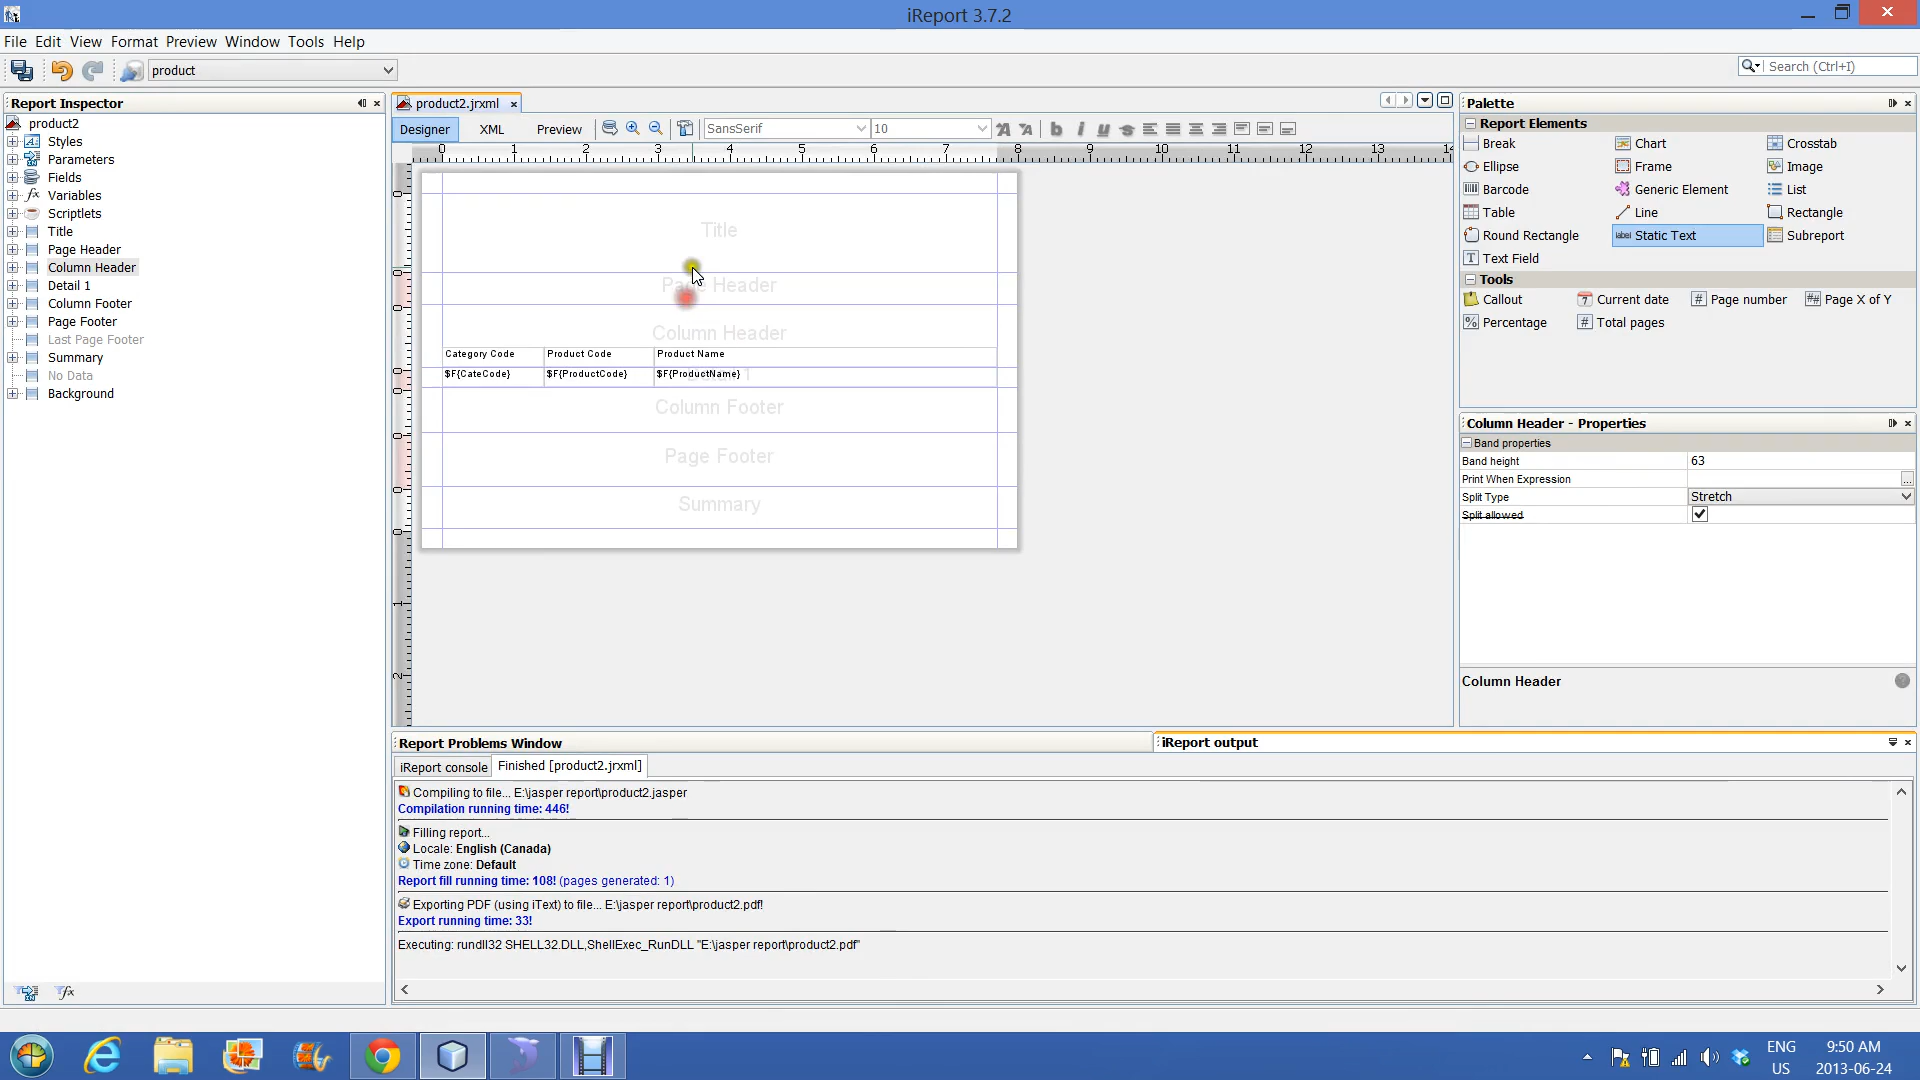 iReport 3.7.2
File Edit View Format Preview Window Tools Help
product
Search (Ctrl+I)
Report Inspector
product2
Styles
Parameters
Fields
Variables
Scriptlets
Title
Page Header
Column Header
Detail 1
Column Footer
Page Footer
Last Page Footer
Summary
No Data
Background
product2.jrxml
Designer XML Preview SansSerif 10
0 1 2 3 4 5 6 7 8 9 10 11 12 13
Title
Page Header
Column Header
Category Code Product Code Product Name
$F{CateCode} $F{ProductCode} $F{ProductName}
Column Footer
Page Footer
Summary
Palette
Report Elements
Break Chart Crosstab
Ellipse Frame Image
Barcode Generic Element List
Table Line Rectangle
Round Rectangle Static Text Subreport
Text Field
Tools
Callout Current date Page number Page X of Y
Percentage Total pages
Column Header - Properties
Band properties
Band height 63
Print When Expression
Split Type Stretch
Split allowed
Column Header
Report Problems Window
iReport output
iReport console Finished [product2.jrxml]
Compiling to file... E:\jasper report\product2.jasper
Compilation running time: 446!
Filling report...
Locale: English (Canada)
Time zone: Default
Report fill running time: 108! (pages generated: 1)
Exporting PDF (using iText) to file... E:\jasper report\product2.pdf!
Export running time: 33!
Executing: rundll32 SHELL32.DLL,ShellExec_RunDLL "E:\jasper report\product2.pdf"
ENG
US
9:50 AM
2013-06-24